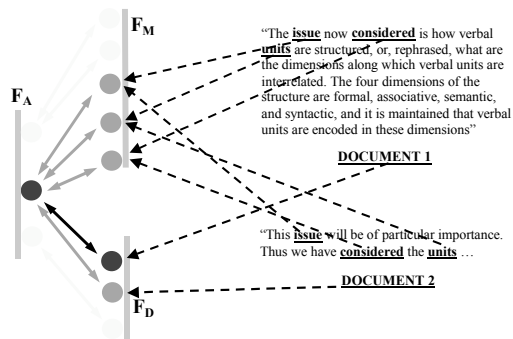 F_M
“The issue now considered is how verbal
units are structured, or, rephrased, what are
the dimensions along which verbal units are
interrelated. The four dimensions of the
structure are formal, associative, semantic,
and syntactic, and it is maintained that verbal
units are encoded in these dimensions”
F_A
DOCUMENT 1
“This issue will be of particular importance.
Thus we have considered the units …
DOCUMENT 2
F_D